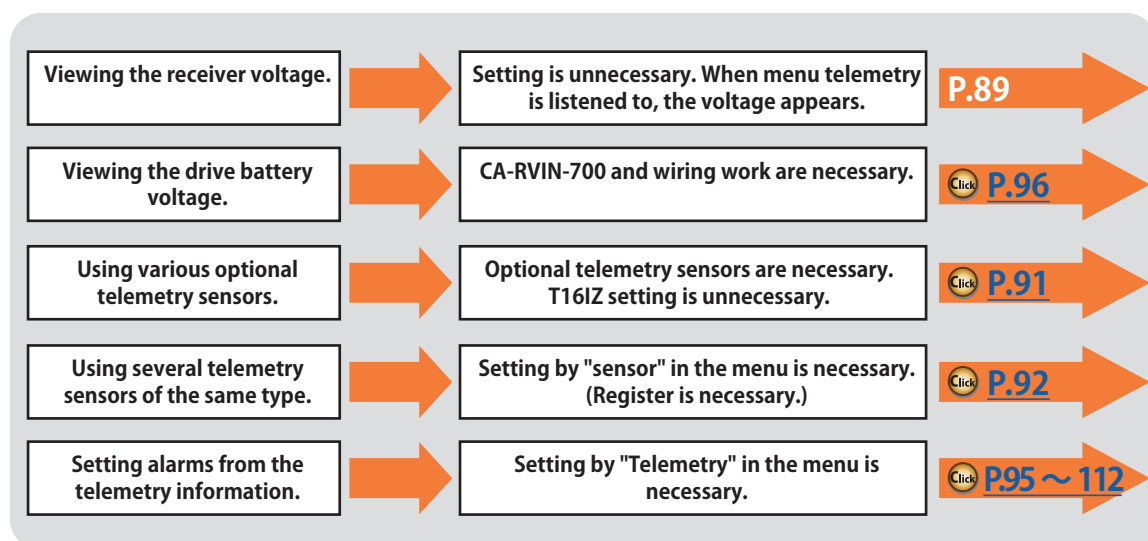 Viewing the receiver voltage.
Setting is unnecessary. When menu telemetry
is listened to, the voltage appears.
P.89
Viewing the drive battery
voltage.
CA-RVIN-700 and wiring work are necessary.
Click P.96
Using various optional
telemetry sensors.
Optional telemetry sensors are necessary.
T16IZ setting is unnecessary.
Click P.91
Using several telemetry
sensors of the same type.
Setting by "sensor" in the menu is necessary.
(Register is necessary.)
Click P.92
Setting alarms from the
telemetry information.
Setting by "Telemetry" in the menu is
necessary.
Click P.95～112